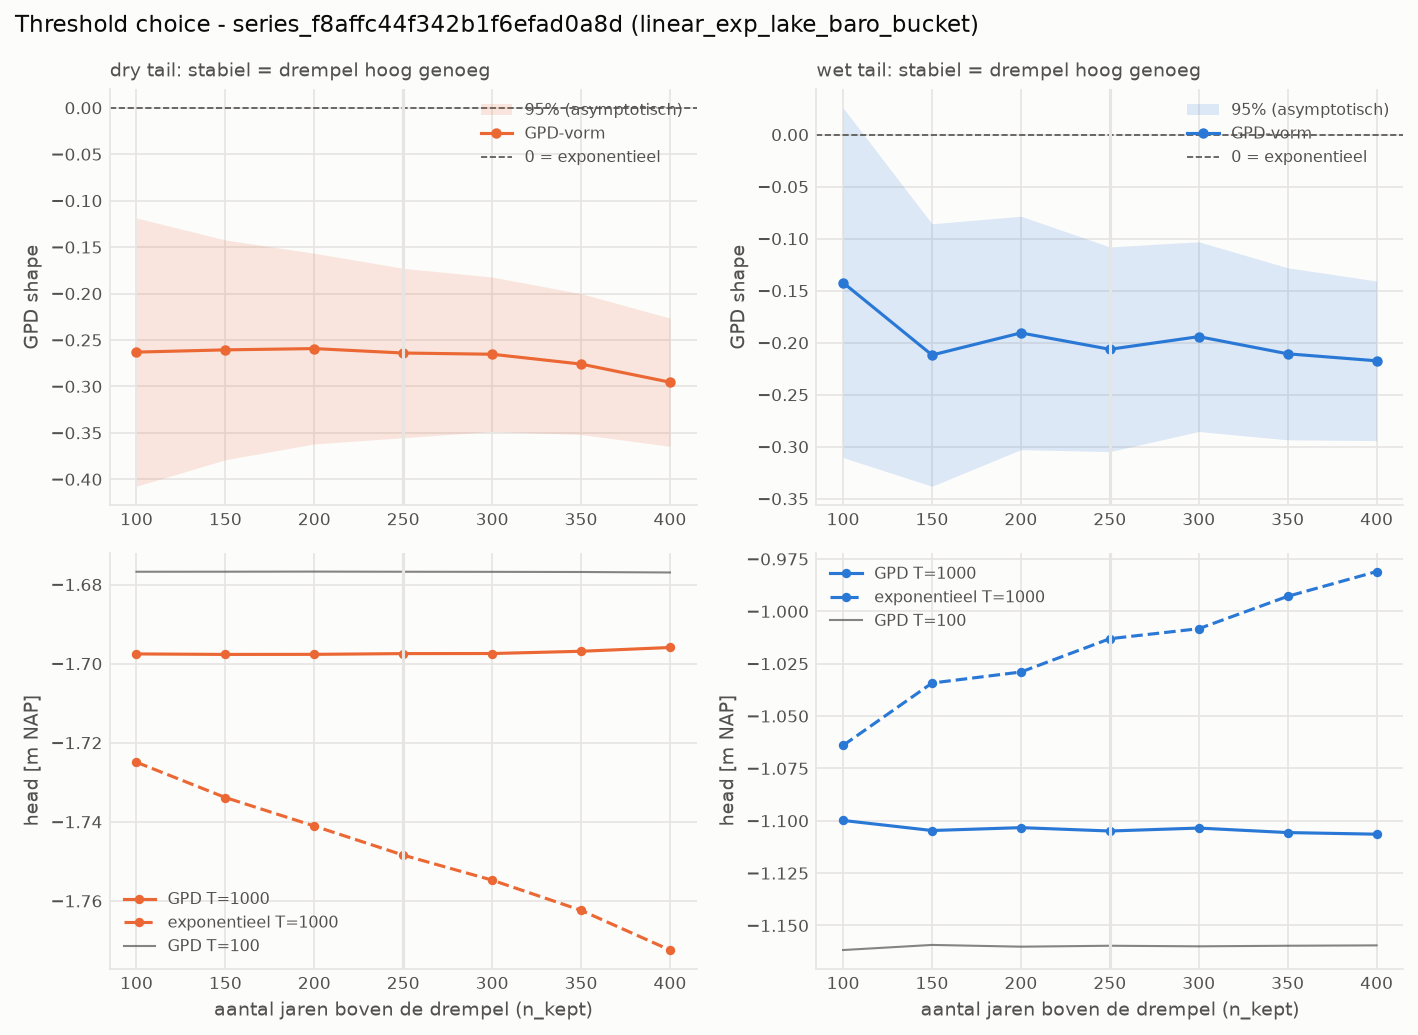 Threshold choice - series_f8affc44f342b1f6efad0a8d (linear_exp_lake_baro_bucket)
dry tail: stabiel = drempel hoog genoeg
GPD shape
0.00
−0.05
−0.10
−0.15
−0.20
−0.25
−0.30
−0.35
−0.40
95% (asymptotisch)
GPD-vorm
0 = exponentieel
100 150 200 250 300 350 400
wet tail: stabiel = drempel hoog genoeg
GPD shape
0.00
−0.05
−0.10
−0.15
−0.20
−0.25
−0.30
−0.35
95% (asymptotisch)
GPD-vorm
0 = exponentieel
100 150 200 250 300 350 400
head [m NAP]
−1.68
−1.70
−1.72
−1.74
−1.76
GPD T=1000
exponentieel T=1000
GPD T=100
100 150 200 250 300 350 400
aantal jaren boven de drempel (n_kept)
head [m NAP]
−0.975
−1.000
−1.025
−1.050
−1.075
−1.100
−1.125
−1.150
GPD T=1000
exponentieel T=1000
GPD T=100
100 150 200 250 300 350 400
aantal jaren boven de drempel (n_kept)